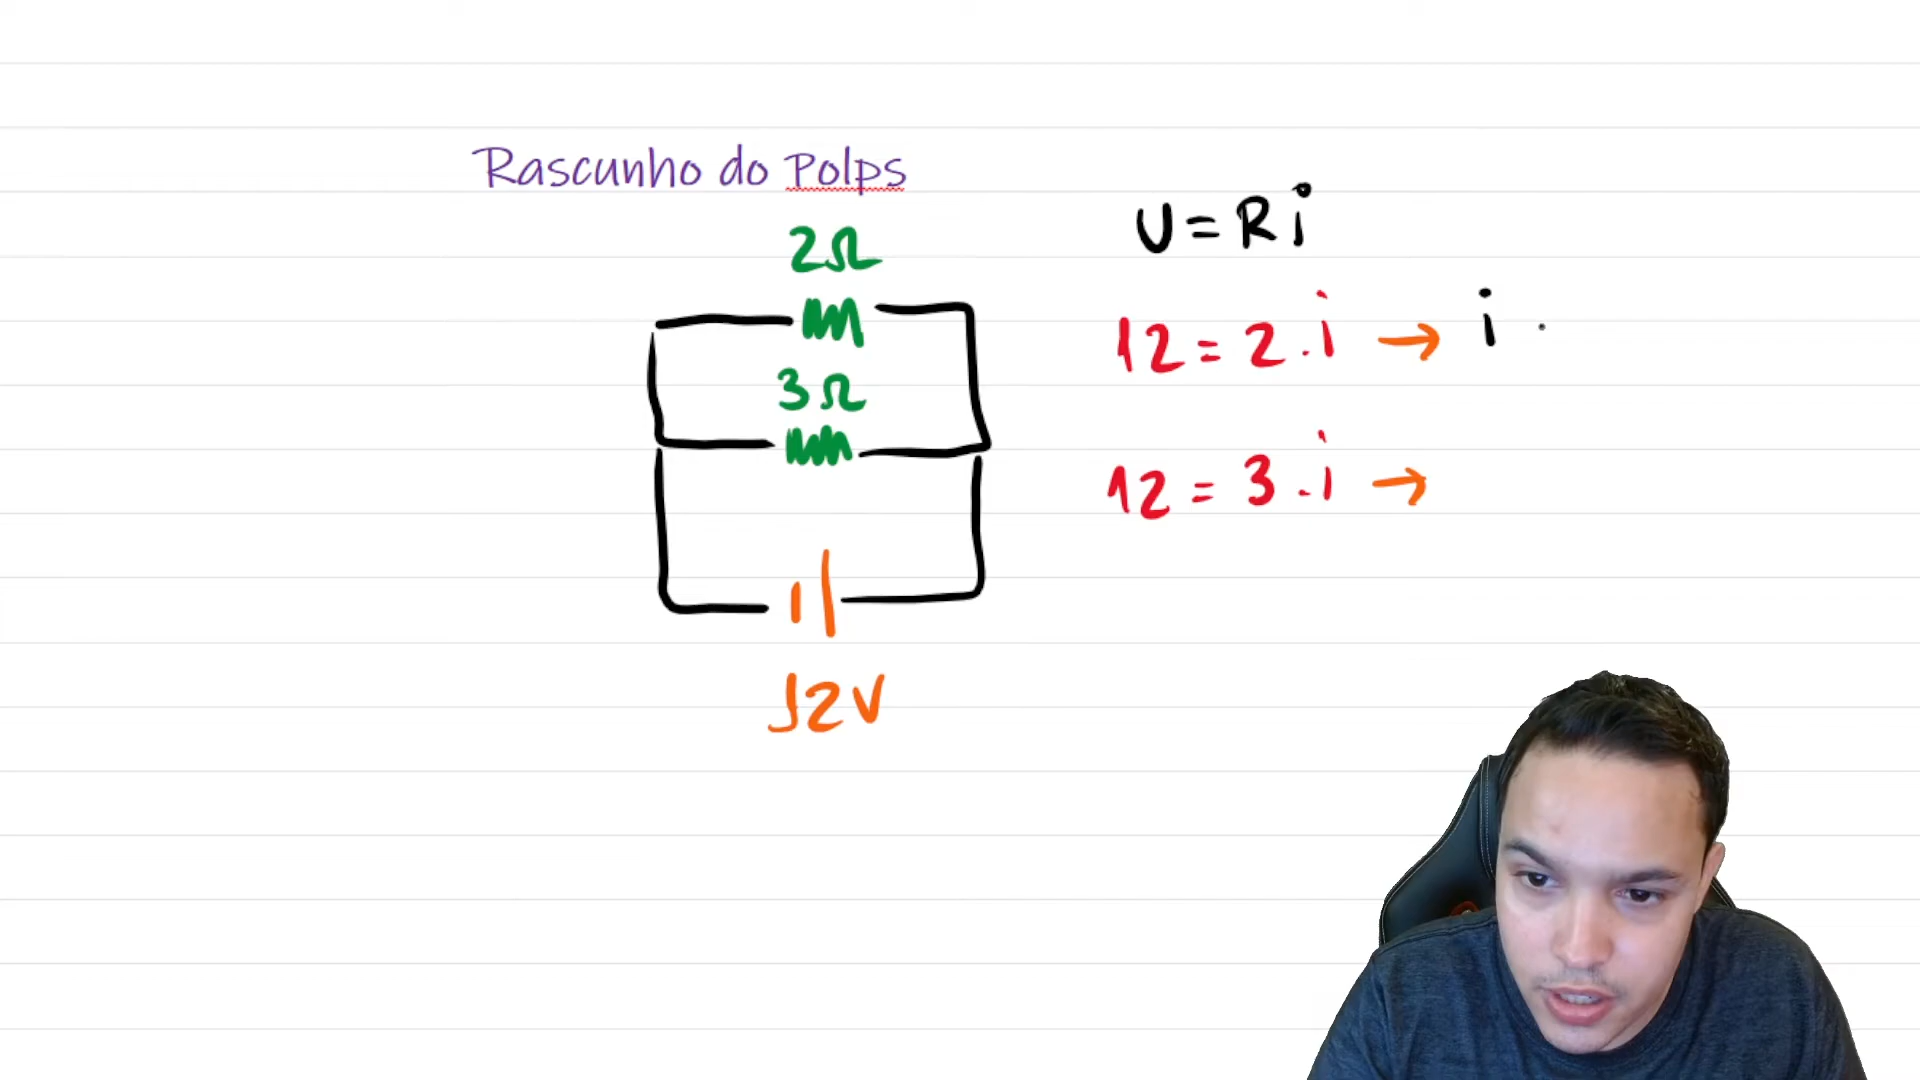 Rascunho do Polps
2Ω
3Ω
12V
U = Ri
12 = 2 . i → i
12 = 3 . i →